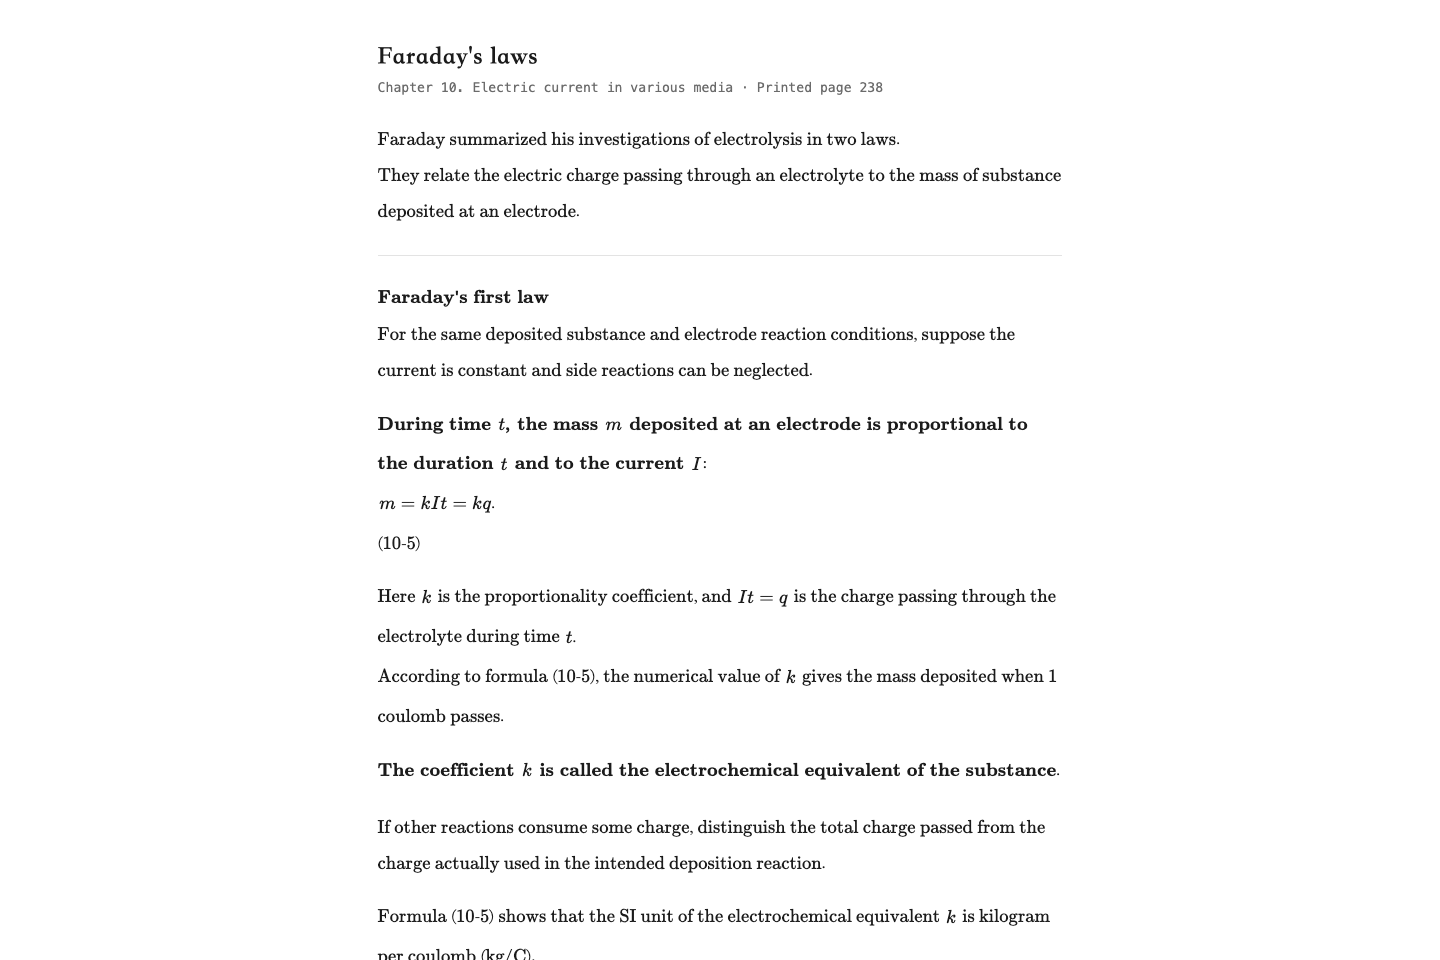 Faraday's laws
Chapter 10. Electric current in various media · Printed page 238
Faraday summarized his investigations of electrolysis in two laws.
They relate the electric charge passing through an electrolyte to the mass of substance
deposited at an electrode.
Faraday's first law
For the same deposited substance and electrode reaction conditions, suppose the
current is constant and side reactions can be neglected.
During time t, the mass m deposited at an electrode is proportional to
the duration t and to the current I:
m = kIt = kq.
(10-5)
Here k is the proportionality coefficient, and It = q is the charge passing through the
electrolyte during time t.
According to formula (10-5), the numerical value of k gives the mass deposited when 1
coulomb passes.
The coefficient k is called the electrochemical equivalent of the substance.
If other reactions consume some charge, distinguish the total charge passed from the
charge actually used in the intended deposition reaction.
Formula (10-5) shows that the SI unit of the electrochemical equivalent k is kilogram
per coulomb (kg/C).